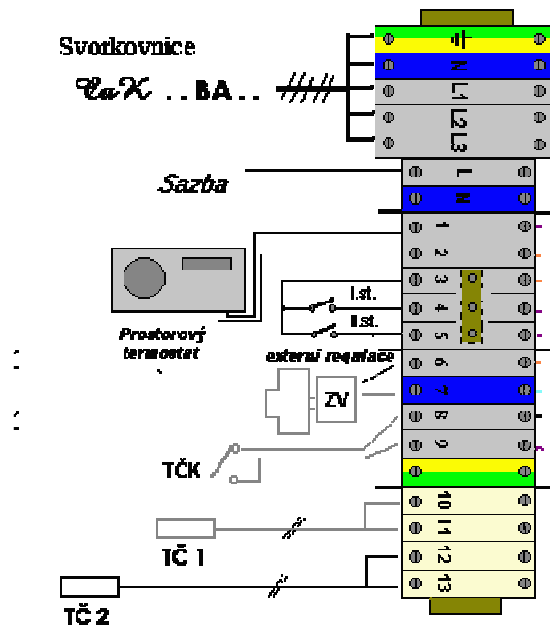 Svorkovnice
CaK . . BA . .
N
L1
L2
L3
Sazba
L
N
1
2
3
I.st.
4
II.st.
5
Prostorový
termostat
externí regulace
6
ZV
7
8
TČK
9
10
TČ 1
11
12
TČ 2
13